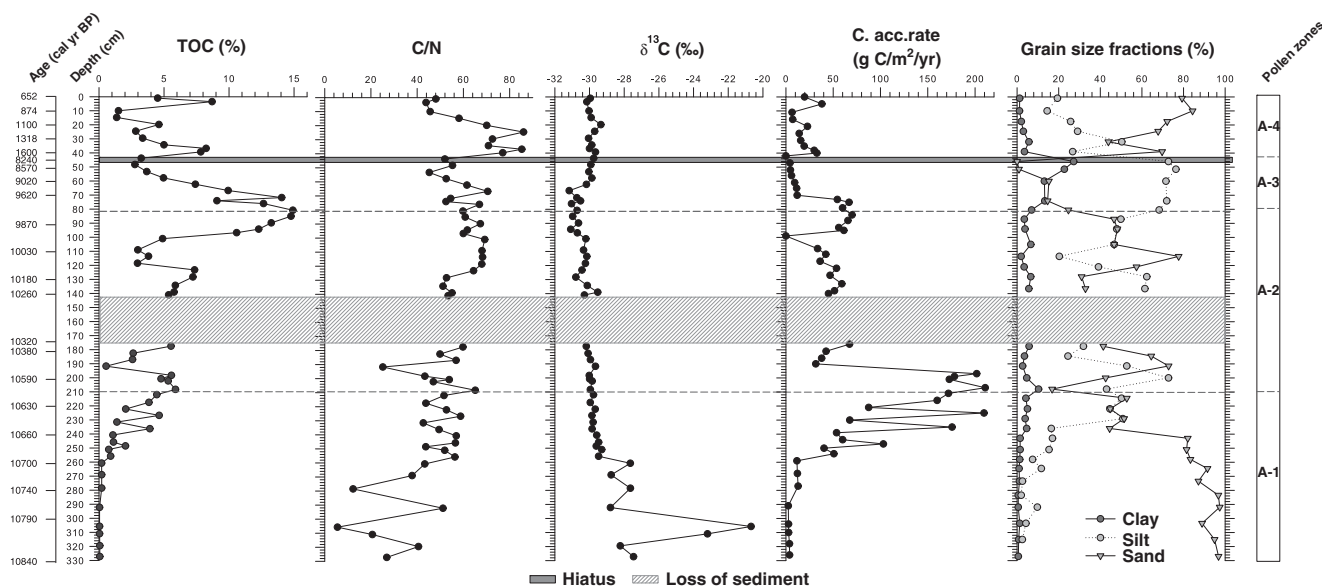 Age (cal yr BP)
Depth (cm)
TOC (%)
C/N
δ¹³C (‰)
C. acc.rate
(g C/m²/yr)
Grain size fractions (%)
Pollen zones
0 5 10 15
0 20 40 60 80
-32 -30 -28 -26 -24 -22 -20
0 50 100 150 200
0 20 40 60 80 100
652
874
1100
1318
1600
8240
8570
9020
9620
9870
10030
10180
10260
10320
10380
10590
10630
10660
10700
10740
10790
10840
0
10
20
30
40
50
60
70
80
90
100
110
120
130
140
150
160
170
180
190
200
210
220
230
240
250
260
270
280
290
300
310
320
330
A-4
A-3
A-2
A-1
Clay
Silt
Sand
Hiatus
Loss of sediment